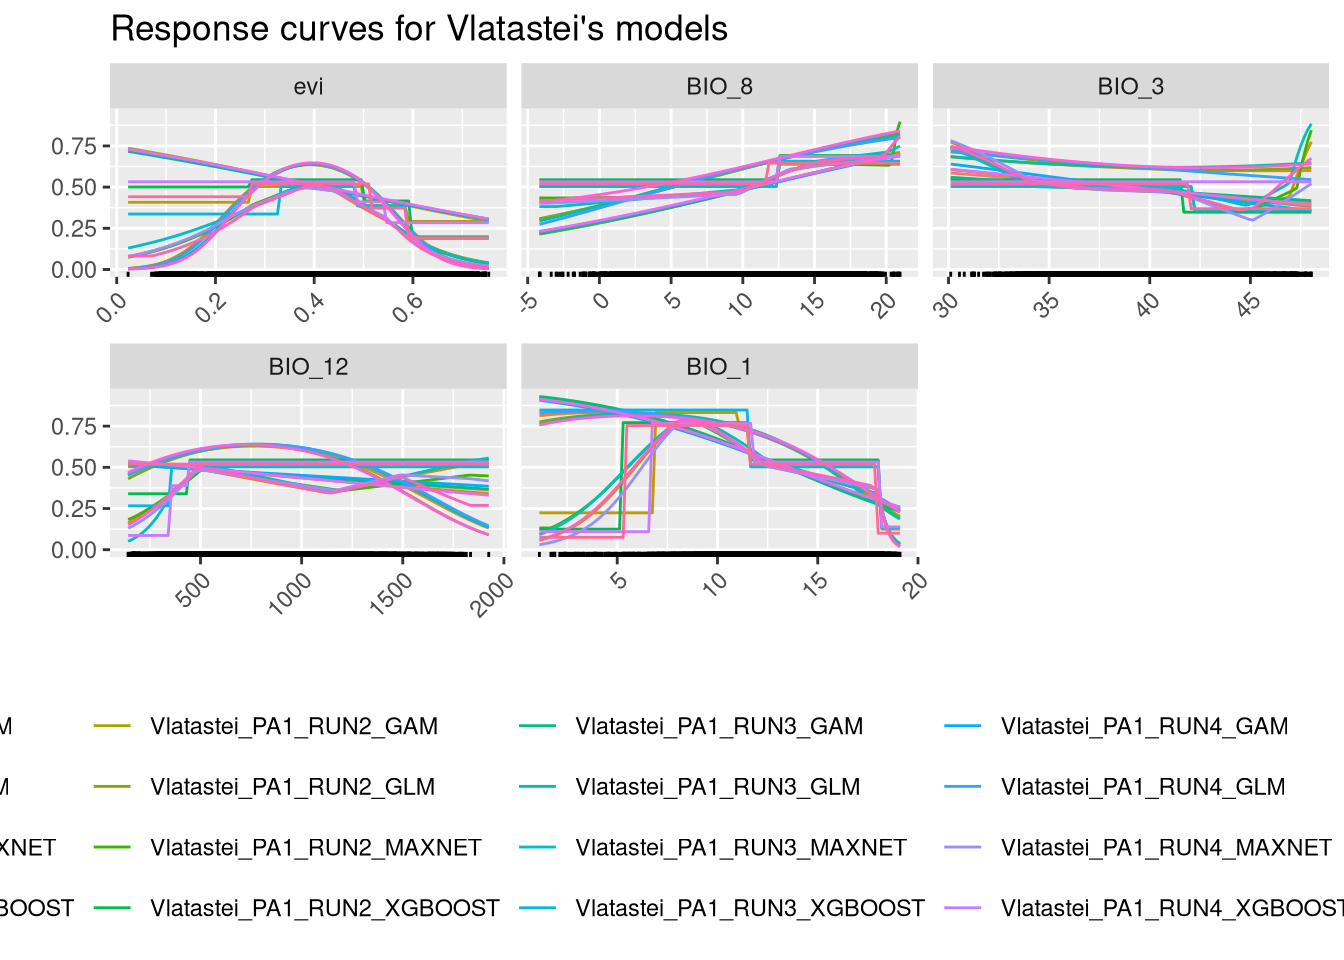 Response curves for Vlatastei's models
evi BIO_8 BIO_3
0.75
0.50
0.25
0.00
0.0 0.2 0.4 0.6 -5 0 5 10 15 20 30 35 40 45
BIO_12 BIO_1
0.75
0.50
0.25
0.00
500 1000 1500 2000 5 10 15 20
M Vlatastei_PA1_RUN2_GAM Vlatastei_PA1_RUN3_GAM Vlatastei_PA1_RUN4_GAM
M Vlatastei_PA1_RUN2_GLM Vlatastei_PA1_RUN3_GLM Vlatastei_PA1_RUN4_GLM
XNET Vlatastei_PA1_RUN2_MAXNET Vlatastei_PA1_RUN3_MAXNET Vlatastei_PA1_RUN4_MAXNET
BOOST Vlatastei_PA1_RUN2_XGBOOST Vlatastei_PA1_RUN3_XGBOOST Vlatastei_PA1_RUN4_XGBOOST